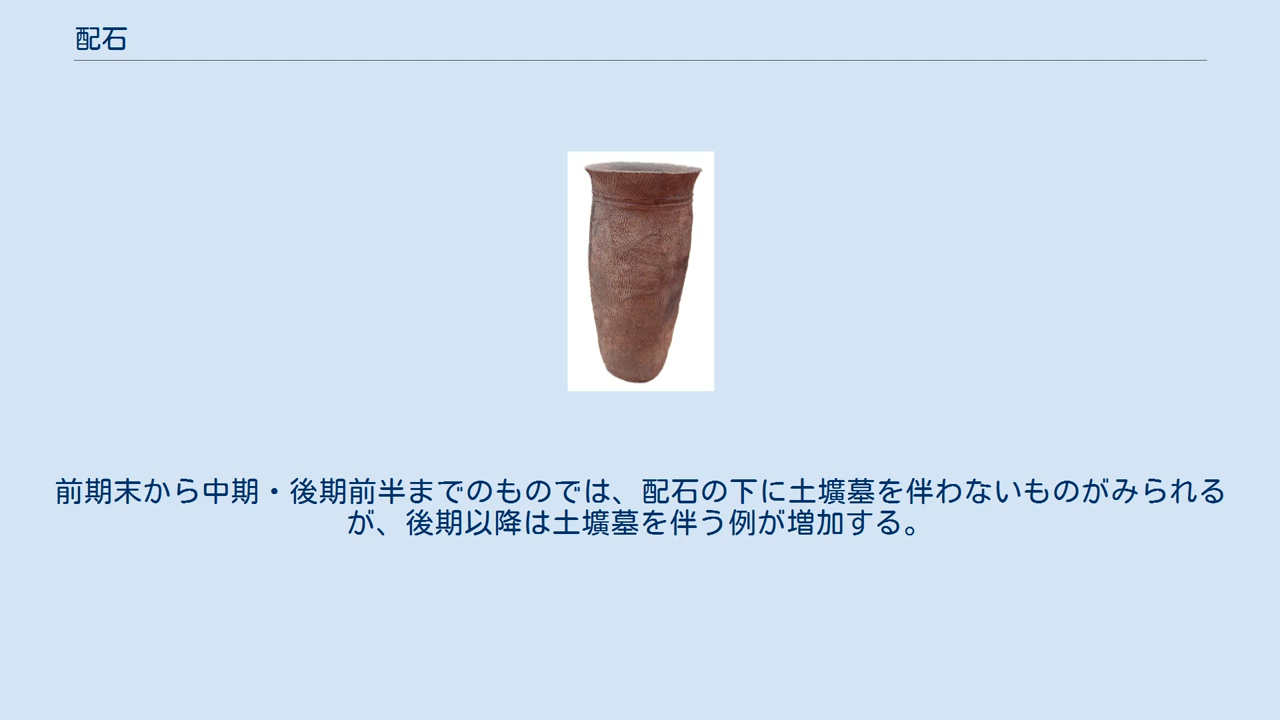 配石
前期末から中期・後期前半までのものでは、配石の下に土壙墓を伴わないものがみられる
が、後期以降は土壙墓を伴う例が増加する。